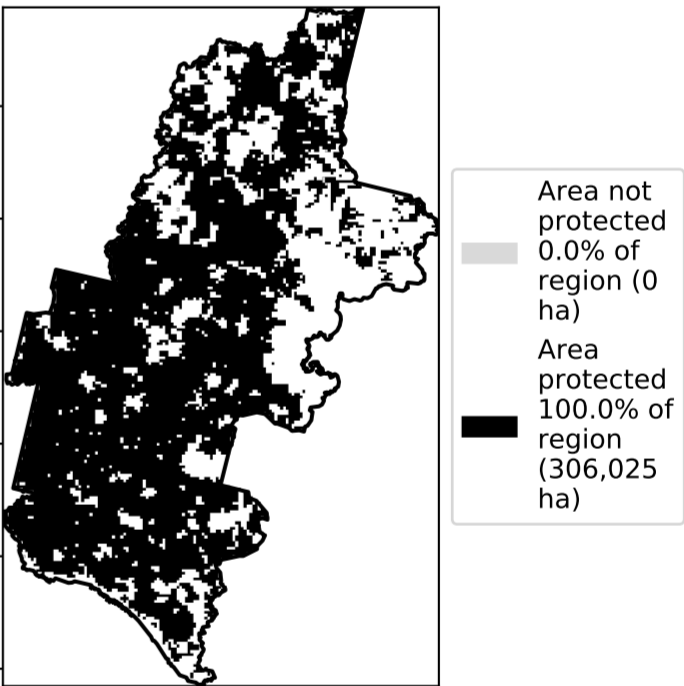 Area not
protected
0.0% of
region (0
ha)
Area
protected
100.0% of
region
(306,025
ha)